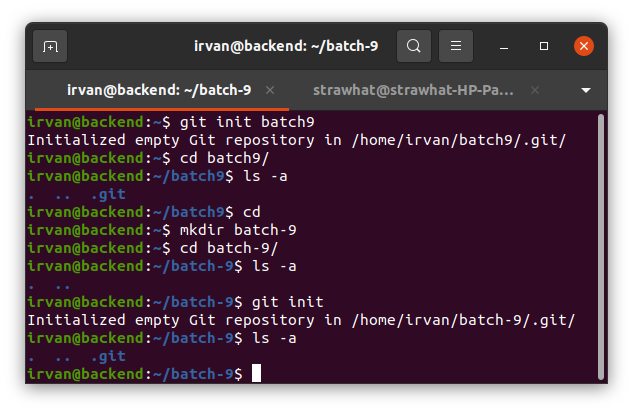 irvan@backend: ~/batch-9
irvan@backend: ~/batch-9
strawhat@strawhat-HP-Pa...
irvan@backend:~$ git init batch9
Initialized empty Git repository in /home/irvan/batch9/.git/
irvan@backend:~$ cd batch9/
irvan@backend:~/batch9$ ls -a
.  ..  .git
irvan@backend:~/batch9$ cd
irvan@backend:~$ mkdir batch-9
irvan@backend:~$ cd batch-9/
irvan@backend:~/batch-9$ ls -a
.  ..
irvan@backend:~/batch-9$ git init
Initialized empty Git repository in /home/irvan/batch-9/.git/
irvan@backend:~/batch-9$ ls -a
.  ..  .git
irvan@backend:~/batch-9$